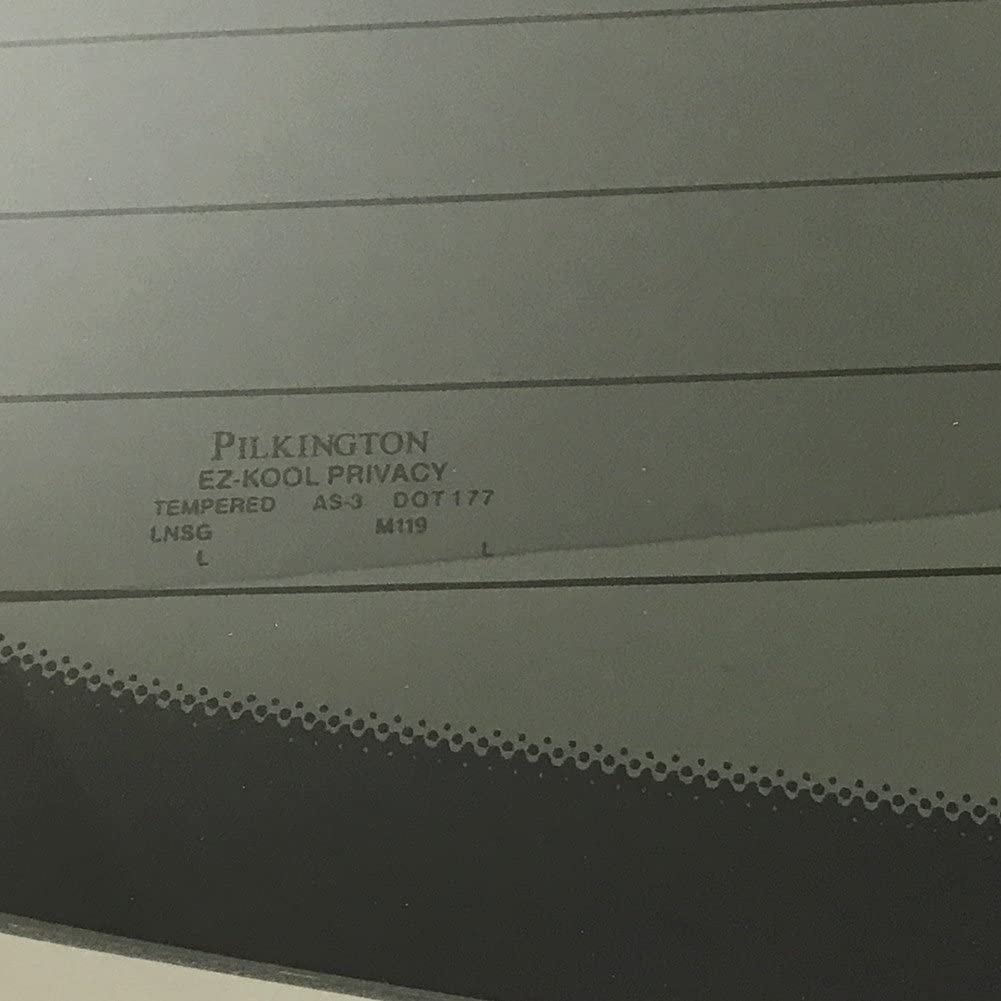 PILKINGTON
EZ-KOOL PRIVACY
TEMPERED AS-3 DOT 177
LNSG M119
L L